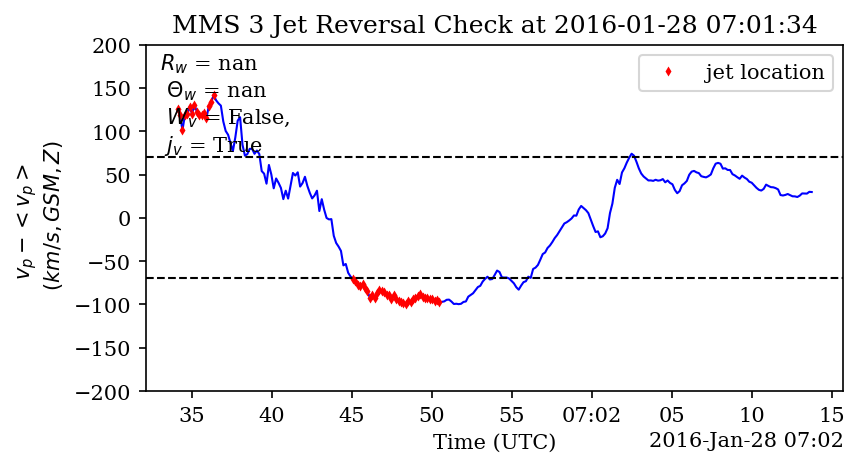 MMS 3 Jet Reversal Check at 2016-01-28 07:01:34
v_p − < v_p >
(km/s, GSM, Z)
200
150
100
50
0
−50
−100
−150
−200
R_w = nan
Θ_w = nan
W_v = False,
j_v = True
jet location
35 40 45 50 55 07:02 05 10 15
Time (UTC)
2016-Jan-28 07:02